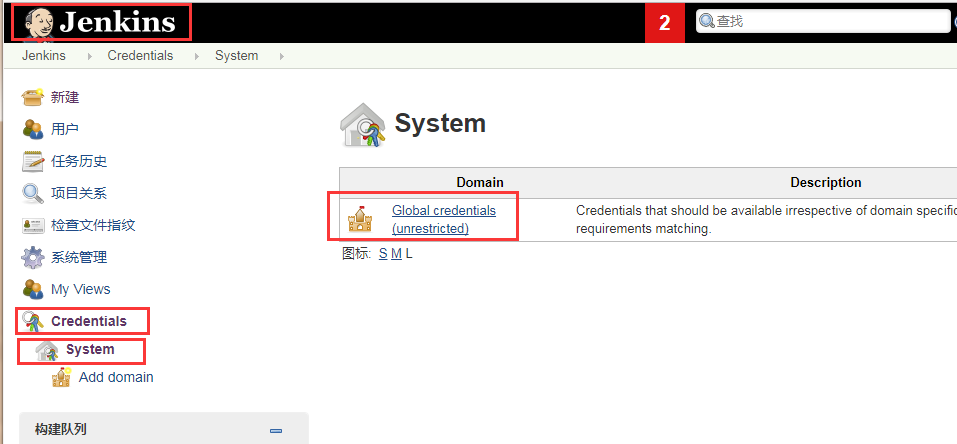 Jenkins
2
查找
Jenkins Credentials System
新建
用户
任务历史
项目关系
检查文件指纹
系统管理
My Views
Credentials
System
Add domain
构建队列
System
Domain Description
Global credentials
(unrestricted)
Credentials that should be available irrespective of domain specific
requirements matching.
图标: S M L